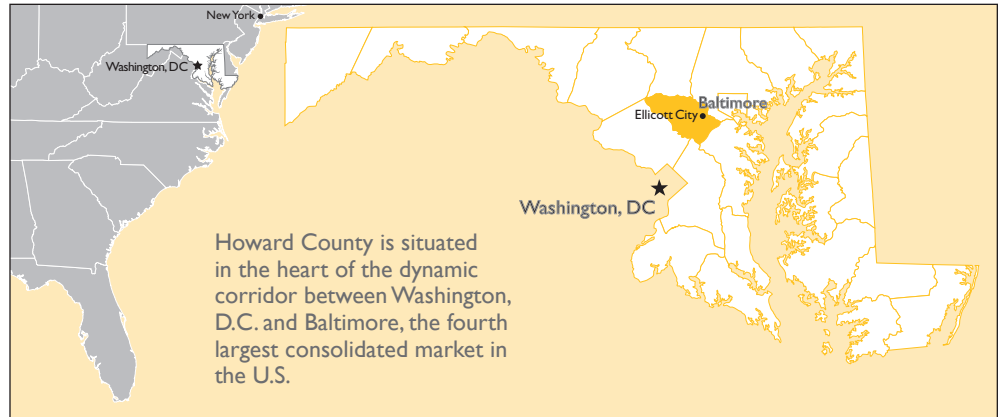 New York
Washington, DC
Baltimore
Ellicott City
Washington, DC
Howard County is situated
in the heart of the dynamic
corridor between Washington,
D.C. and Baltimore, the fourth
largest consolidated market in
the U.S.